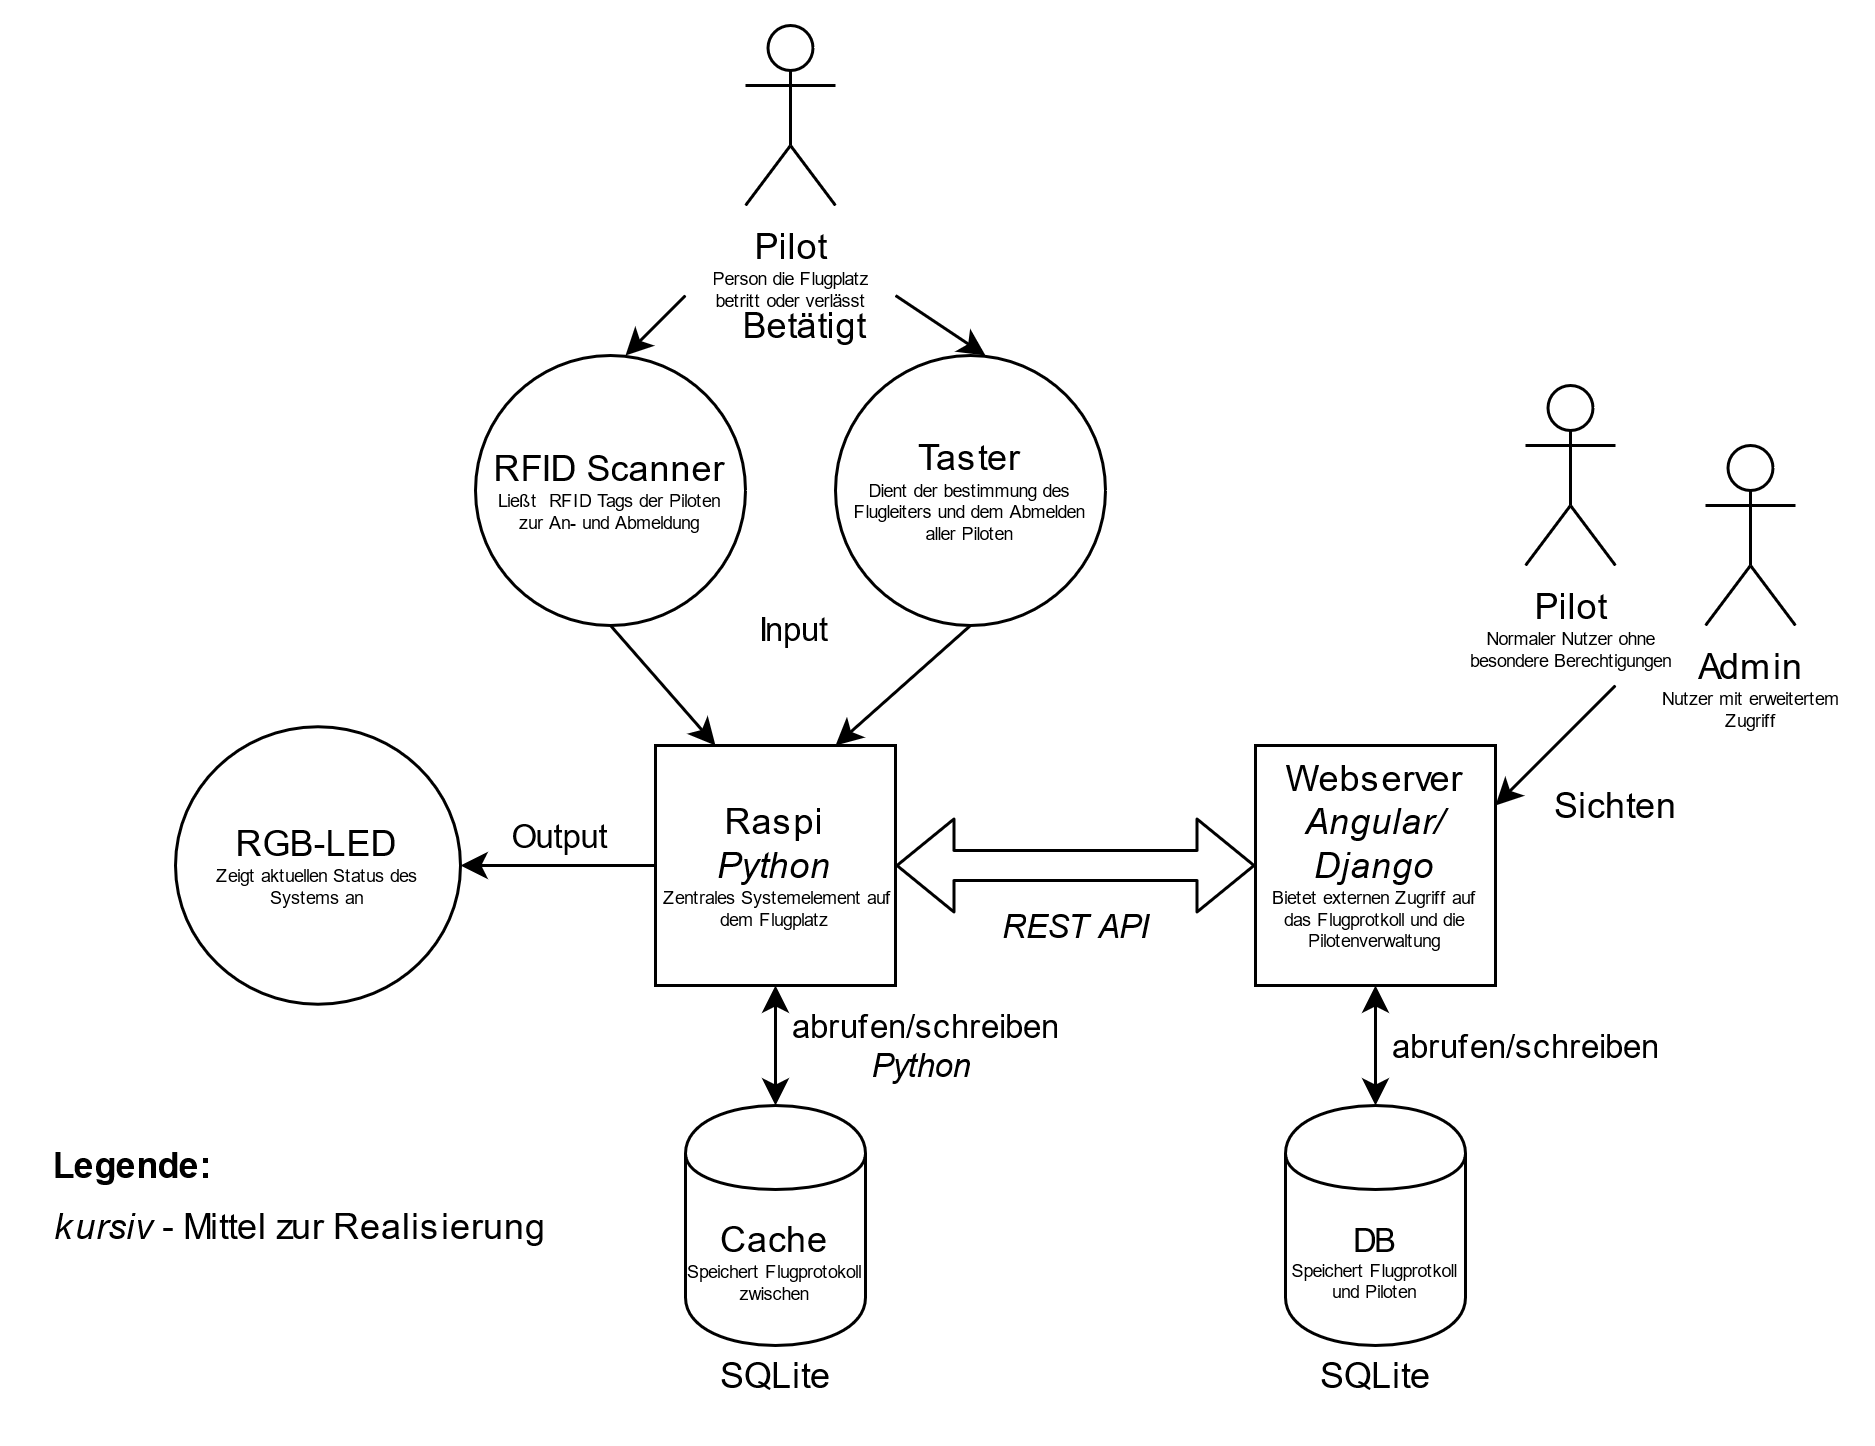 Pilot
Person die Flugplatz
betritt oder verlässt
Betätigt
RFID Scanner
Ließt RFID Tags der Piloten
zur An- und Abmeldung
Taster
Dient der bestimmung des
Flugleiters und dem Abmelden
aller Piloten
Input
Pilot
Normaler Nutzer ohne
besondere Berechtigungen
Admin
Nutzer mit erweitertem
Zugriff
Sichten
RGB-LED
Zeigt aktuellen Status des
Systems an
Output
Raspi
Python
Zentrales Systemelement auf
dem Flugplatz
REST API
Webserver
Angular/
Django
Bietet externen Zugriff auf
das Flugprotkoll und die
Pilotenverwaltung
abrufen/schreiben
Python
abrufen/schreiben
Cache
Speichert Flugprotokoll
zwischen
SQLite
DB
Speichert Flugprotkoll
und Piloten
SQLite
Legende:
kursiv - Mittel zur Realisierung